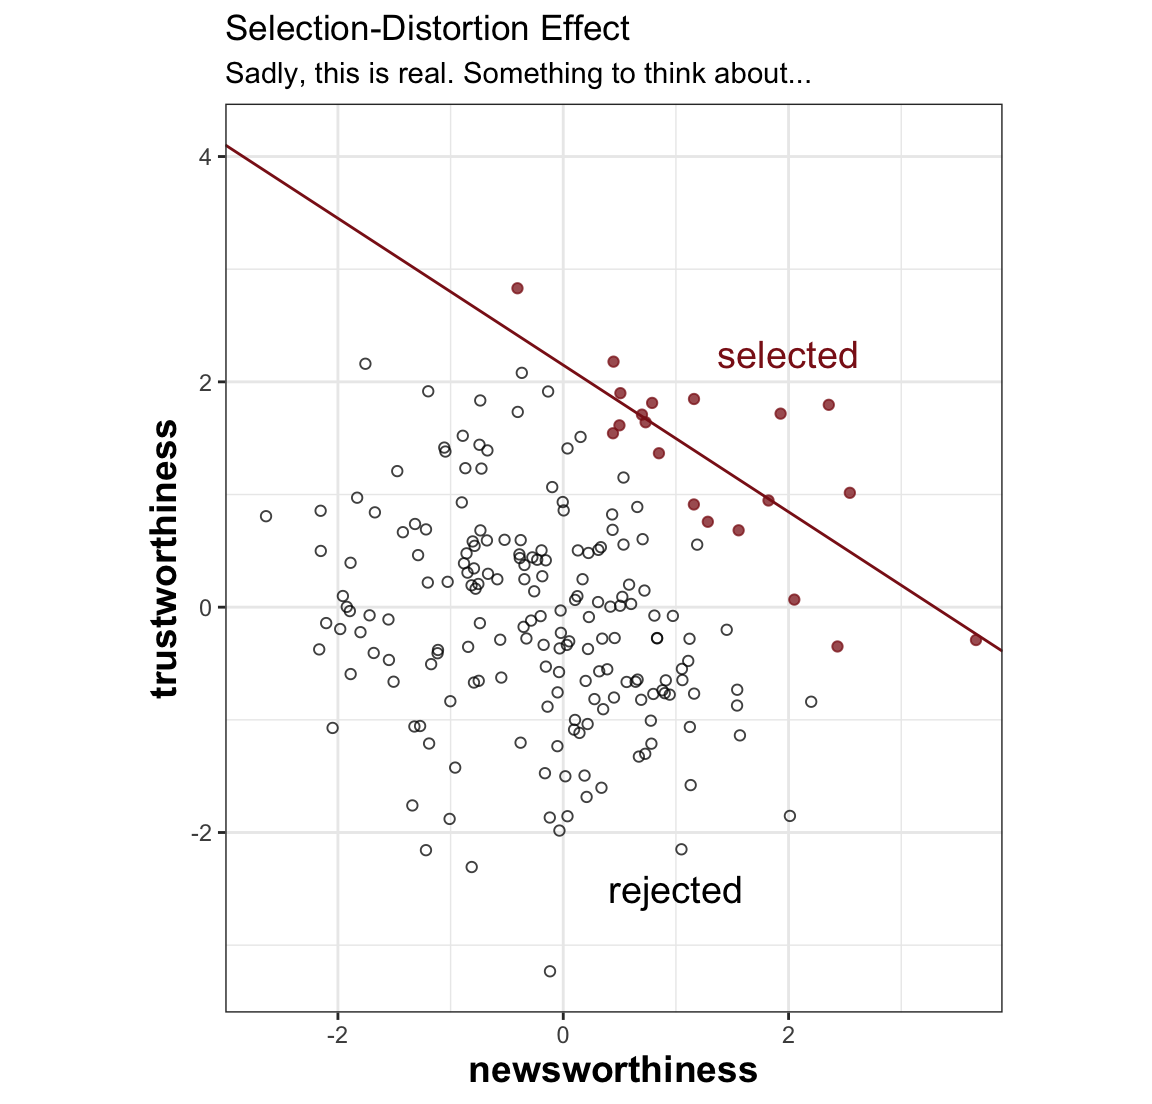 Selection-Distortion Effect
Sadly, this is real. Something to think about...
4
selected
2
trustworthiness
0
-2
rejected
-2 0 2
newsworthiness